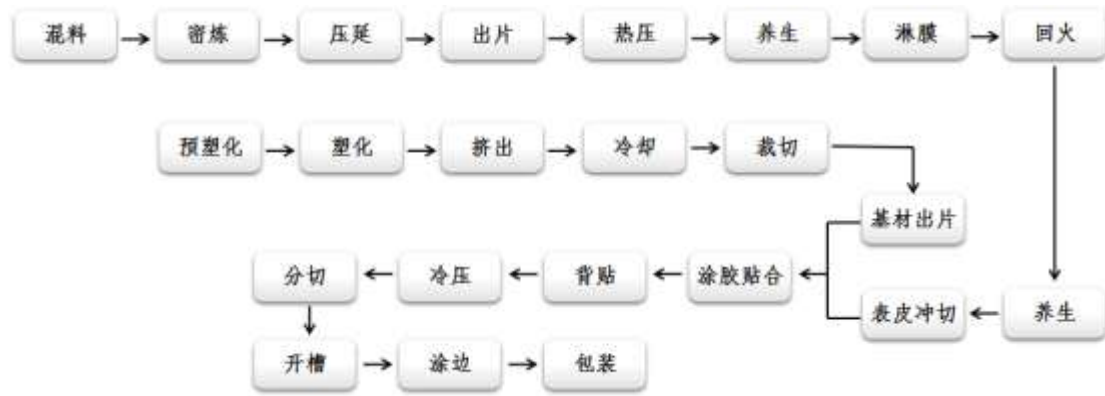 混料 密炼 压延 出片 热压 养生 淋膜 回火
预塑化 塑化 挤出 冷却 裁切
基材出片
分切 冷压 背贴 涂胶贴合
表皮冲切 养生
开槽 涂边 包装